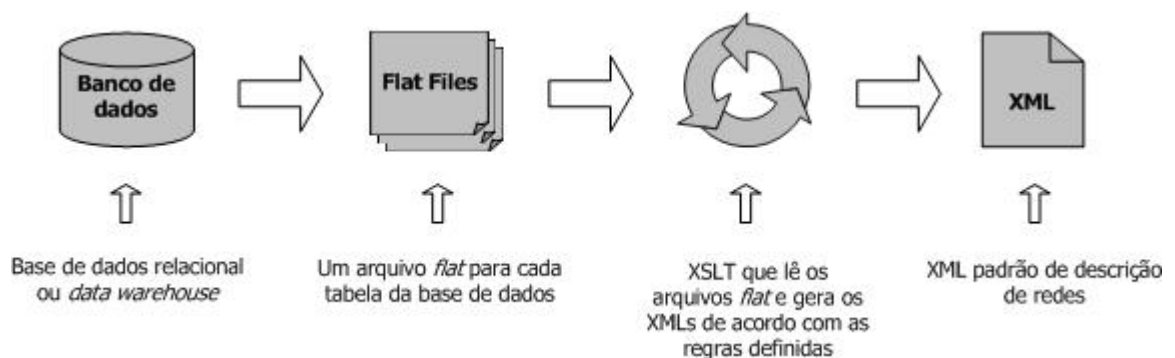 Banco de
dados
Flat Files
XML
Base de dados relacional
ou data warehouse
Um arquivo flat para cada
tabela da base de dados
XSLT que lê os
arquivos flat e gera os
XMLs de acordo com as
regras definidas
XML padrão de descrição
de redes